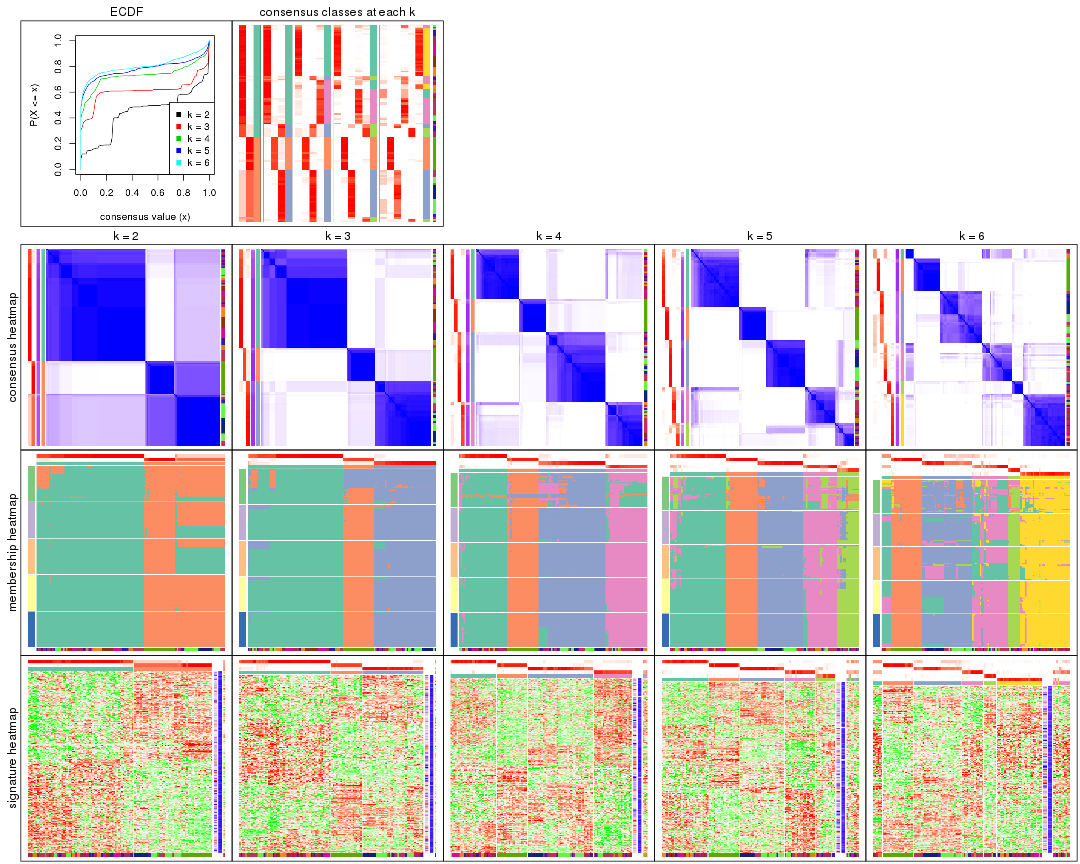 ECDF
consensus classes at each k
P(X <= x)
0.0 0.2 0.4 0.6 0.8 1.0
k = 2
k = 3
k = 4
k = 5
k = 6
0.0 0.2 0.4 0.6 0.8 1.0
consensus value (x)
k = 2 k = 3 k = 4 k = 5 k = 6
consensus heatmap
membership heatmap
signature heatmap